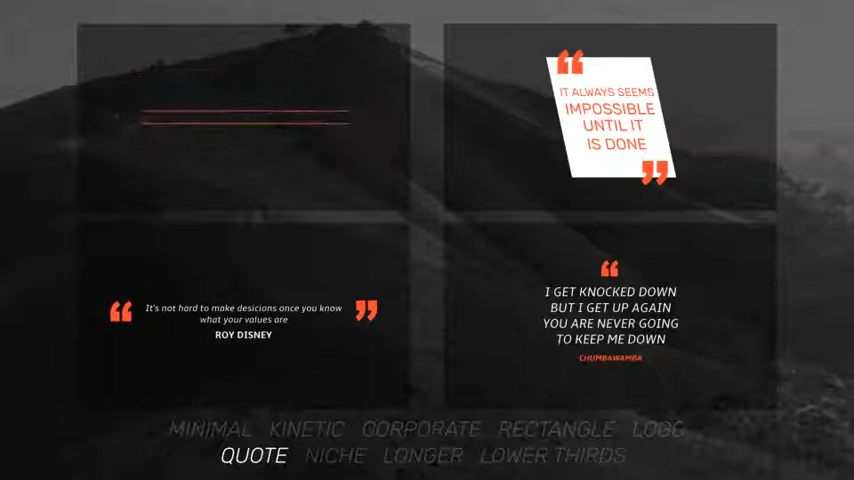 “
IT ALWAYS SEEMS
IMPOSSIBLE
UNTIL IT
IS DONE
”
“ It's not hard to make desicions once you know ”
what your values are
ROY DISNEY
“
I GET KNOCKED DOWN
BUT I GET UP AGAIN
YOU ARE NEVER GOING
TO KEEP ME DOWN
CHUMBAWAMBA
MINIMAL KINETIC CORPORATE RECTANGLE LOGO
QUOTE NICHE LONGER LOWER THIRDS